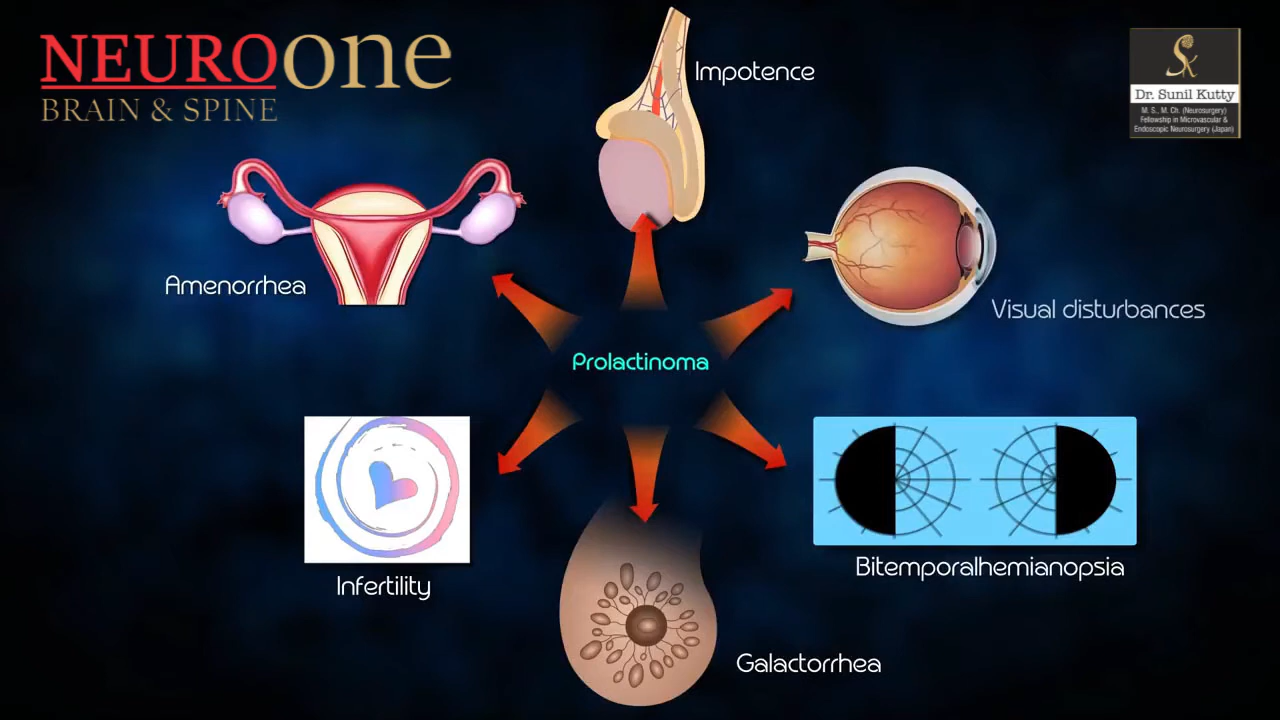 NEUROone
BRAIN & SPINE
Impotence
Dr. Sunil Kutty
M. S., M. Ch. (Neurosurgery)
Fellowship in Microvascular &
Endoscopic Neurosurgery (Japan)
Amenorrhea
Visual disturbances
Prolactinoma
Infertility
Bitemporalhemianopsia
Galactorrhea